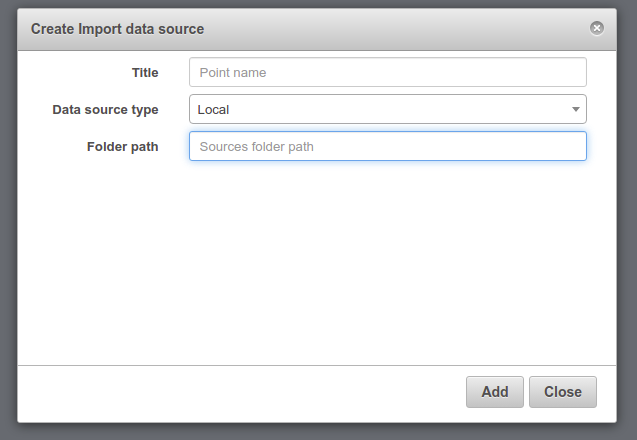 Create Import data source
Title Point name
Data source type Local
Folder path Sources folder path
Add Close